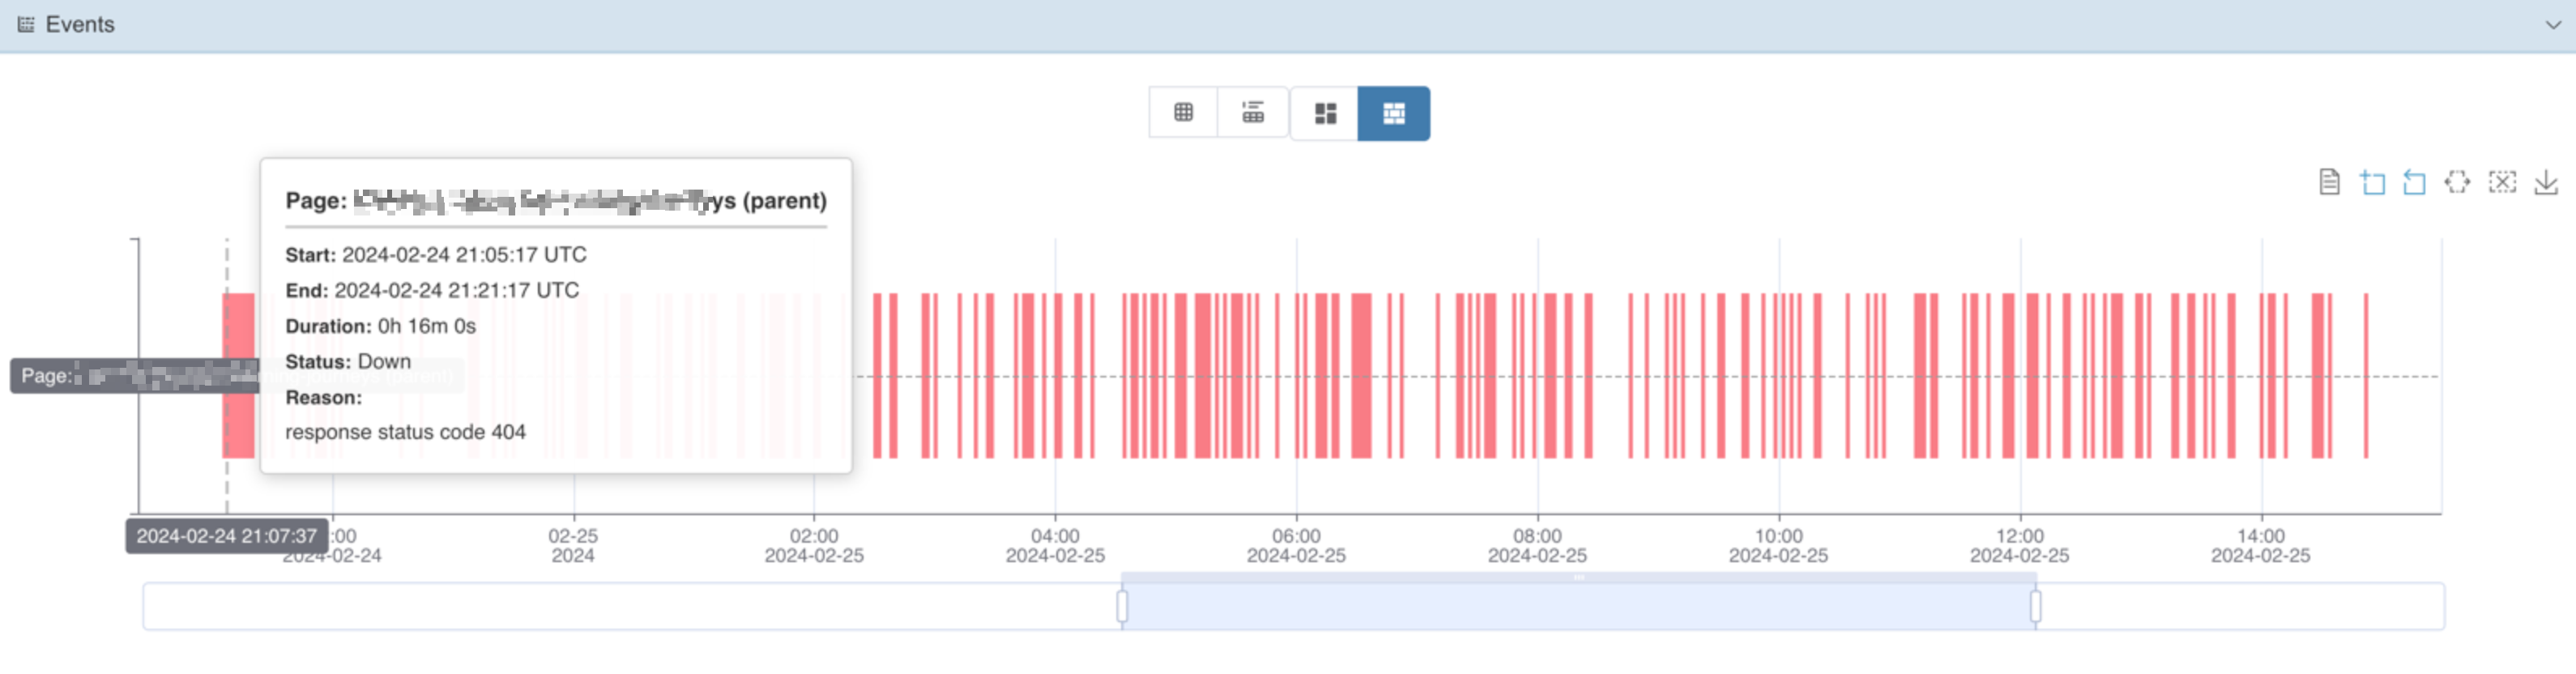 Events
Page: ys (parent)
Start: 2024-02-24 21:05:17 UTC
End: 2024-02-24 21:21:17 UTC
Duration: 0h 16m 0s
Status: Down
Page:
Reason:
response status code 404
2024-02-24 21:07:37
:00
2024-02-24
02-25
2024
02:00
2024-02-25
04:00
2024-02-25
06:00
2024-02-25
08:00
2024-02-25
10:00
2024-02-25
12:00
2024-02-25
14:00
2024-02-25